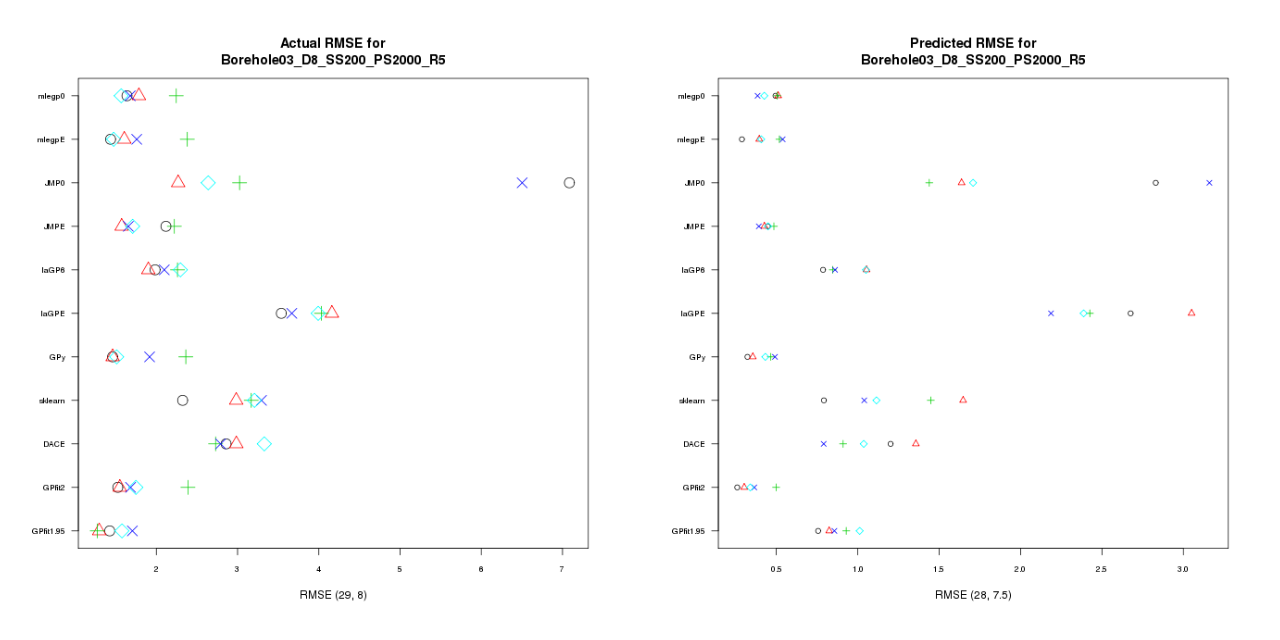 Actual RMSE for
Borehole03_D8_SS200_PS2000_R5
mlegp0
mlegpE
JMP0
JMPE
laGP6
laGPE
GPy
sklearn
DACE
GPfit2
GPfit1.95
2 3 4 5 6 7
RMSE (29, 8)
Predicted RMSE for
Borehole03_D8_SS200_PS2000_R5
mlegp0
mlegpE
JMP0
JMPE
laGP6
laGPE
GPy
sklearn
DACE
GPfit2
GPfit1.95
0.5 1.0 1.5 2.0 2.5 3.0
RMSE (28, 7.5)